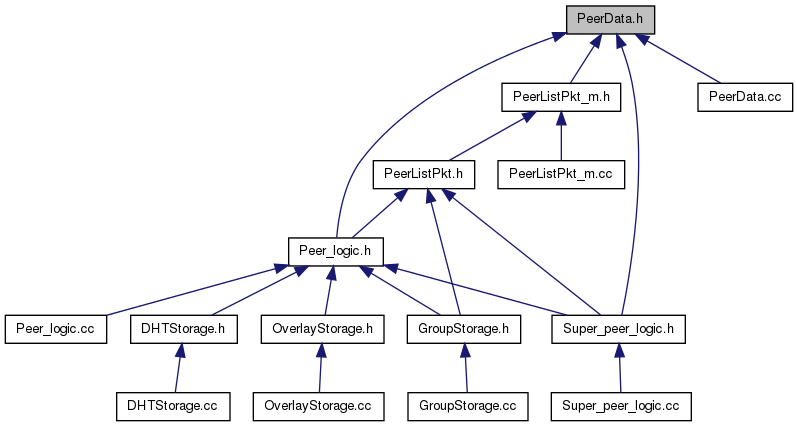 PeerData.h
PeerListPkt_m.h
PeerData.cc
PeerListPkt.h
PeerListPkt_m.cc
Peer_logic.h
Peer_logic.cc
DHTStorage.h
OverlayStorage.h
GroupStorage.h
Super_peer_logic.h
DHTStorage.cc
OverlayStorage.cc
GroupStorage.cc
Super_peer_logic.cc